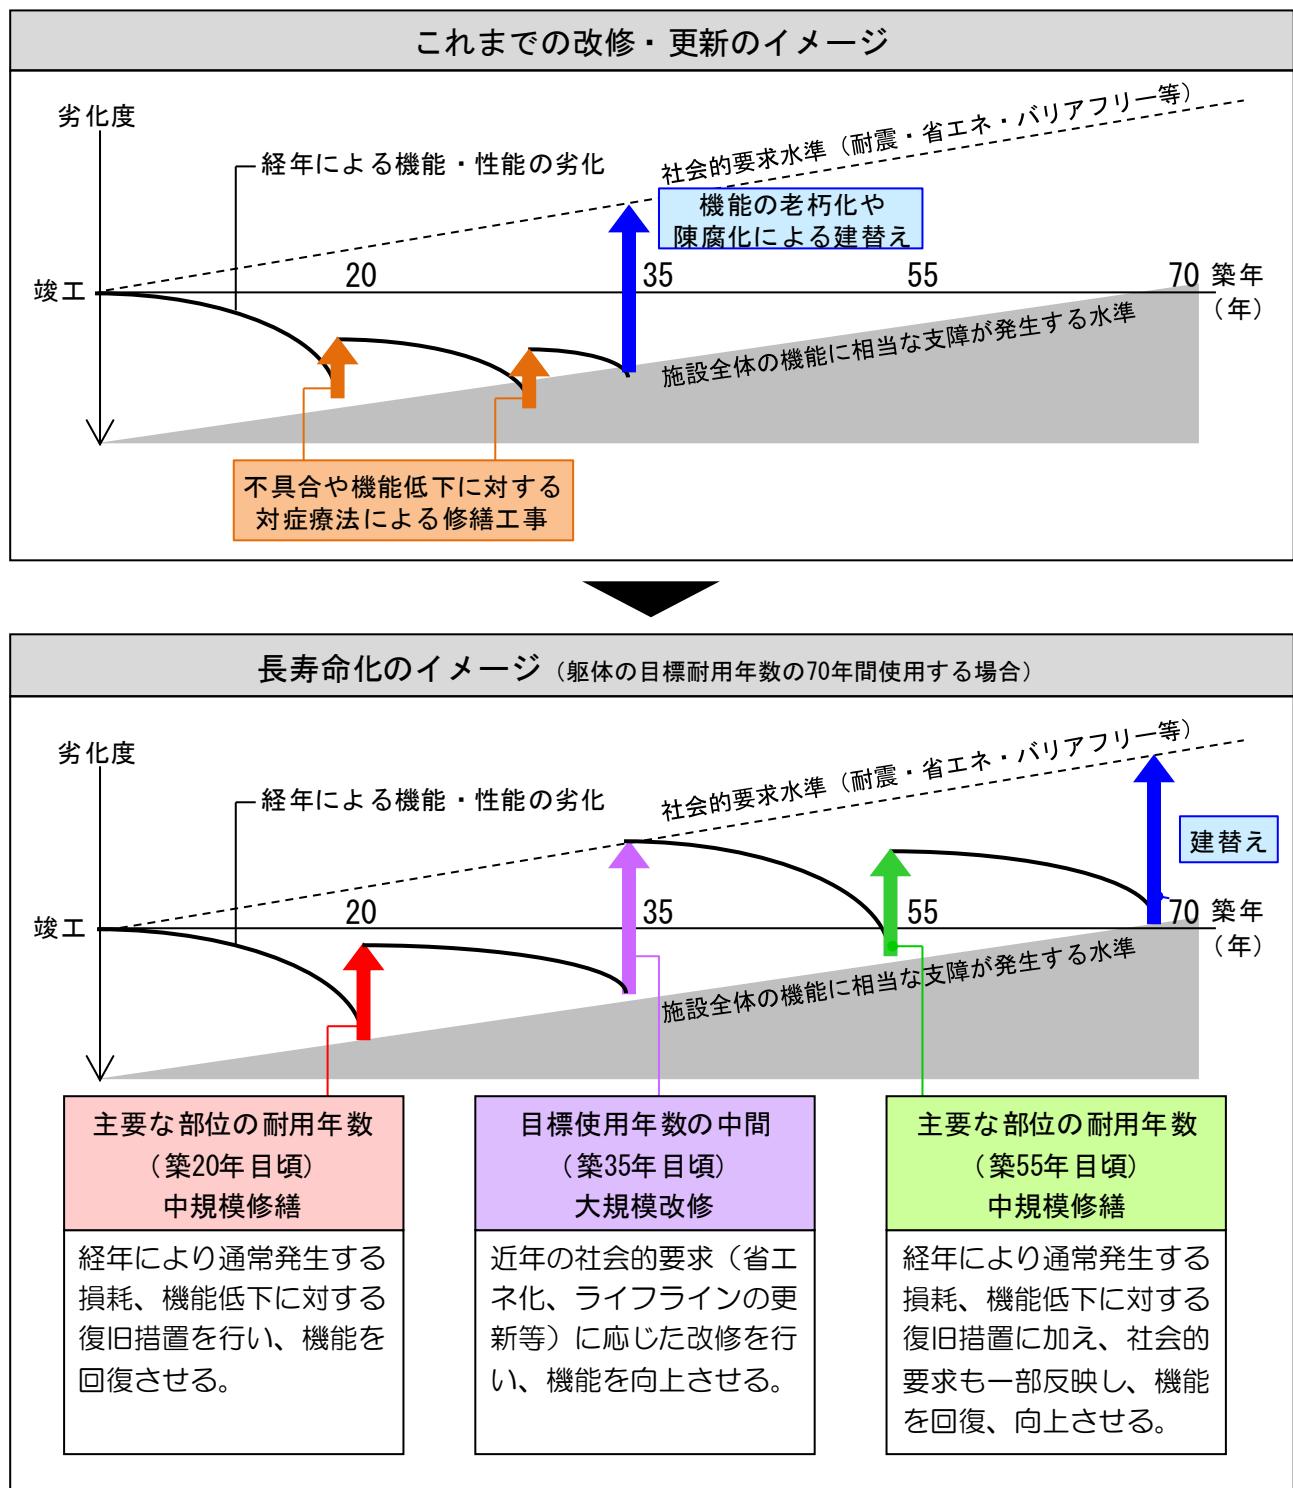 これまでの改修・更新のイメージ
劣化度
経年による機能・性能の劣化
社会的要求水準（耐震・省エネ・バリアフリー等）
機能の老朽化や
陳腐化による建替え
竣工
20
35
55
70
築年
（年）
施設全体の機能に相当な支障が発生する水準
不具合や機能低下に対する
対症療法による修繕工事
長寿命化のイメージ（躯体の目標耐用年数の70年間使用する場合）
劣化度
経年による機能・性能の劣化
社会的要求水準（耐震・省エネ・バリアフリー等）
建替え
竣工
20
35
55
70
築年
（年）
施設全体の機能に相当な支障が発生する水準
主要な部位の耐用年数
（築20年目頃）
中規模修繕
経年により通常発生する
損耗、機能低下に対する
復旧措置を行い、機能を
回復させる。
目標使用年数の中間
（築35年目頃）
大規模改修
近年の社会的要求（省エ
ネ化、ライフラインの更
新等）に応じた改修を行
い、機能を向上させる。
主要な部位の耐用年数
（築55年目頃）
中規模修繕
経年により通常発生する
損耗、機能低下に対する
復旧措置に加え、社会的
要求も一部反映し、機能
を回復、向上させる。